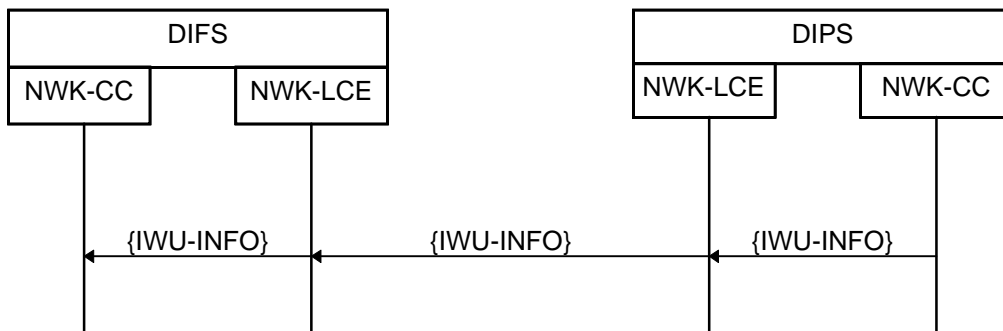 DIFS
DIPS
NWK-CC
NWK-LCE
NWK-LCE
NWK-CC
{IWU-INFO}
{IWU-INFO}
{IWU-INFO}